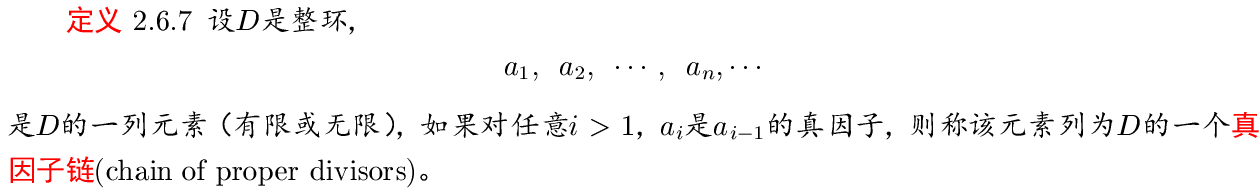 定义 2.6.7 设D是整环,
a₁, a₂, ⋯, aₙ,⋯
是D的一列元素 (有限或无限), 如果对任意i > 1, aᵢ是aᵢ₋₁的真因子, 则称该元素列为D的一个真
因子链(chain of proper divisors)。